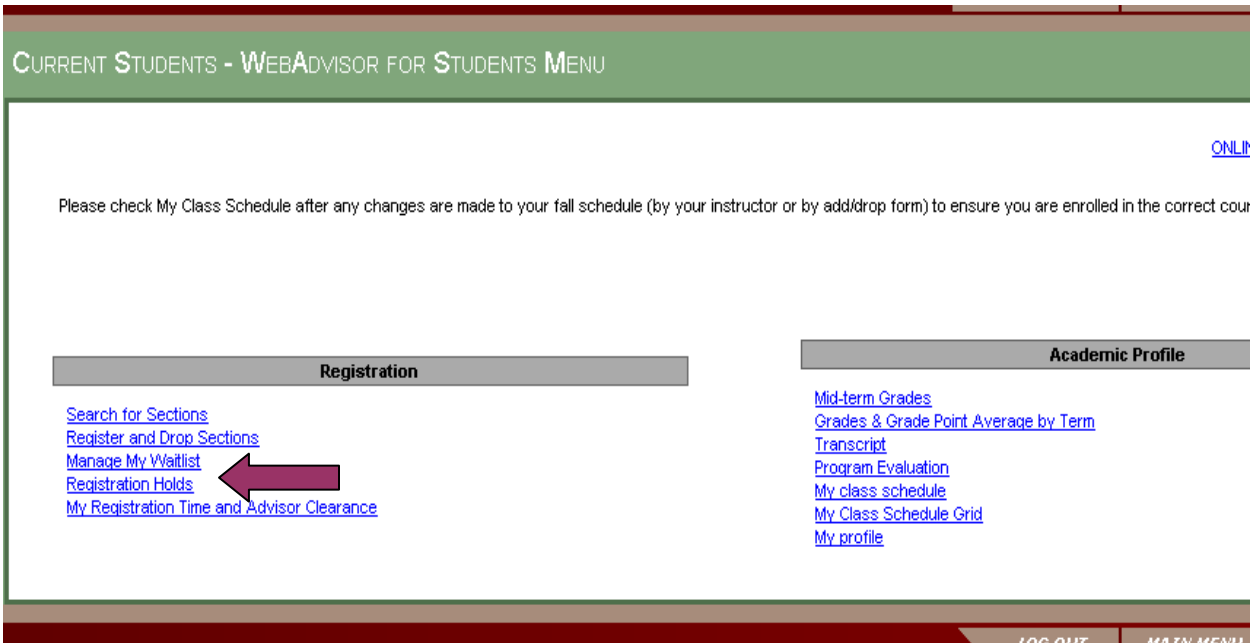 CURRENT STUDENTS - WEBADVISOR FOR STUDENTS MENU
Please check My Class Schedule after any changes are made to your fall schedule (by your instructor or by add/drop form) to ensure you are enrolled in the correct
Registration
Search for Sections
Register and Drop Sections
Manage My Waitlist
Registration Holds
My Registration Time and Advisor Clearance
Academic Profile
Mid-term Grades
Grades & Grade Point Average by Term
Transcript
Program Evaluation
My class schedule
My Class Schedule Grid
My profile
LOG OUT
MAIN MENU